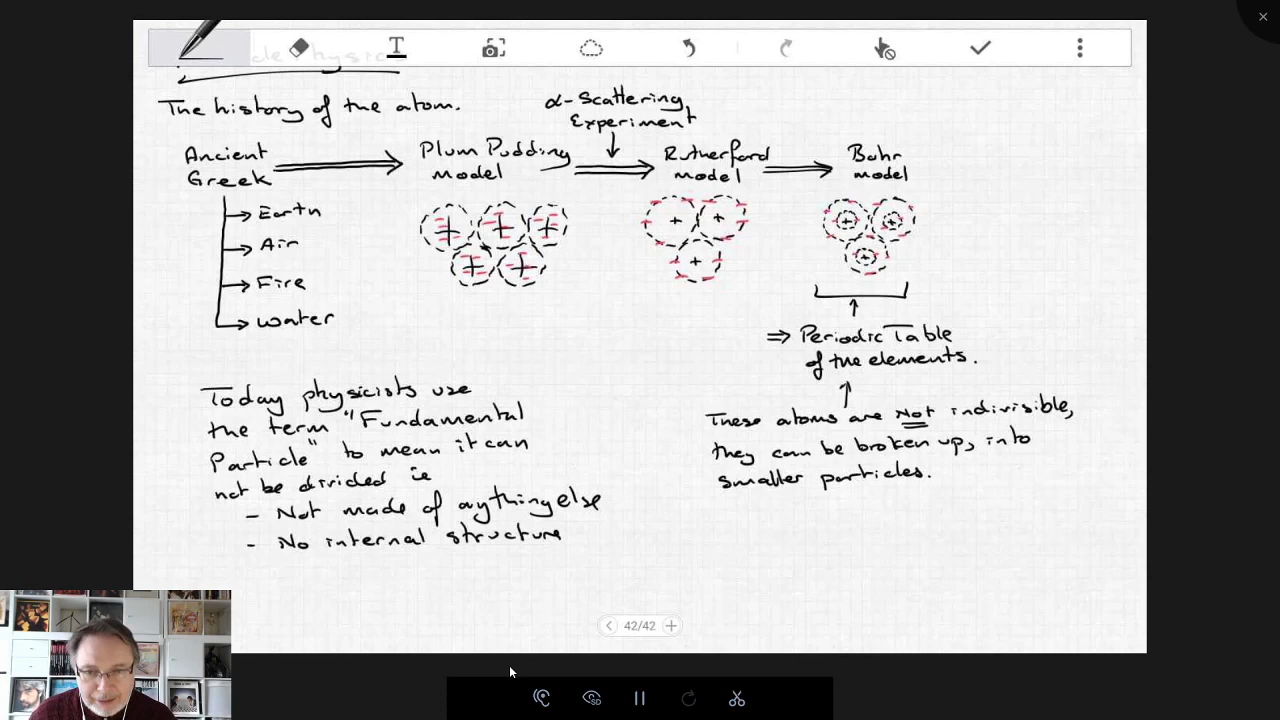 The history of the atom.
α-Scattering
Experiment
Ancient
Greek
Plum Pudding
model
Rutherford
model
Bohr
model
Earth
Air
Fire
Water
⇒ Periodic Table
of the elements.
Today physicists use
the term "Fundamental
Particle" to mean it can
not be divided ie
- Not made of aything else
- No internal structure
These atoms are Not indivisible,
they can be broken up, into
smaller particles.
42/42
SD